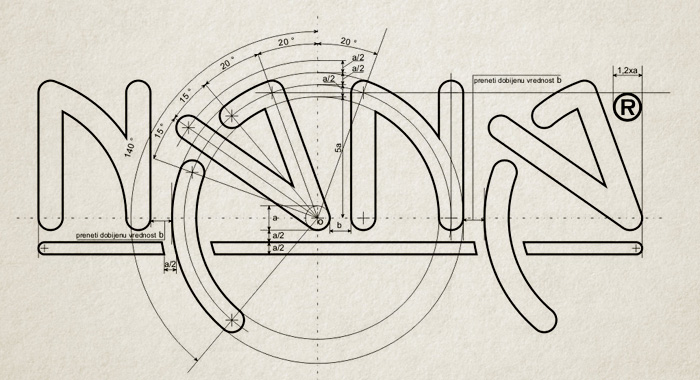 20 °
20 °
20 °
a/2
a/2
a/2
15 °
15 °
140 °
5a
preneti dobijenu vrednost b
1,2xa
®
a
b
a/2
a/2
preneti dobijenu vrednost b
a/2